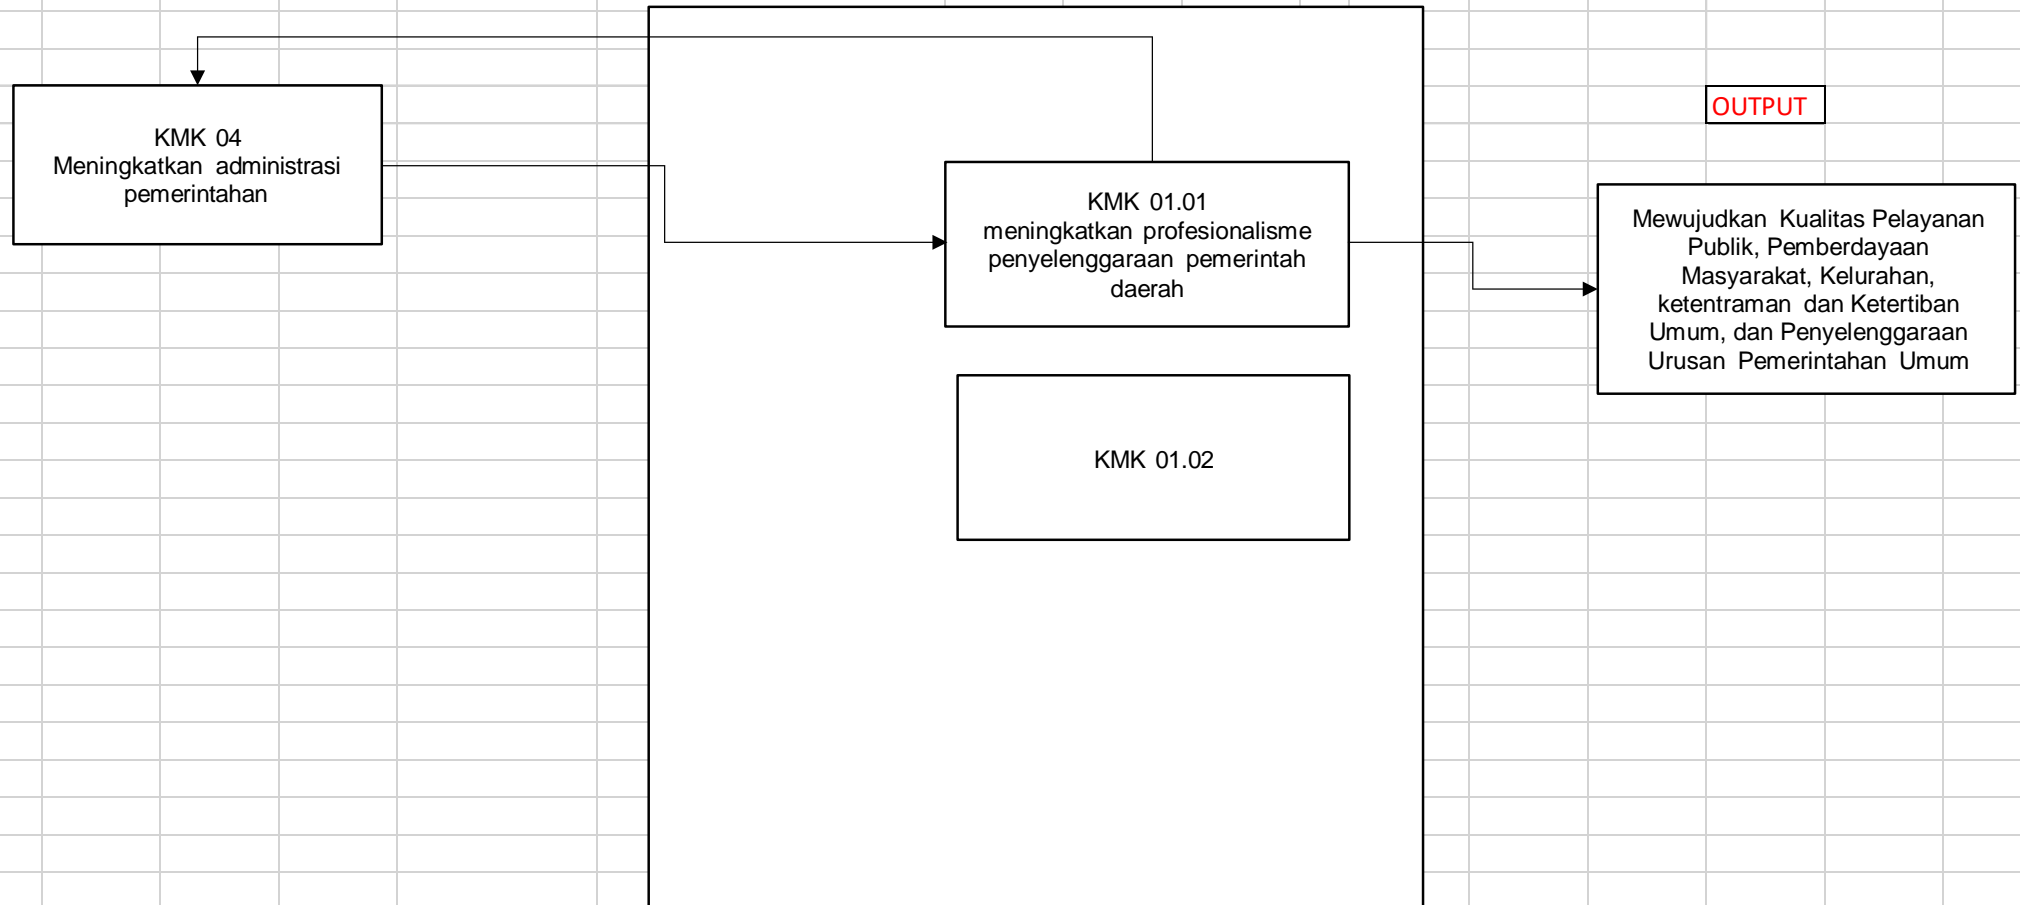 KMK 04
Meningkatkan administrasi
pemerintahan
KMK 01.01
meningkatkan profesionalisme
penyelenggaraan pemerintah
daerah
KMK 01.02
OUTPUT
Mewujudkan Kualitas Pelayanan
Publik, Pemberdayaan
Masyarakat, Kelurahan,
ketentraman dan Ketertiban
Umum, dan Penyelenggaraan
Urusan Pemerintahan Umum